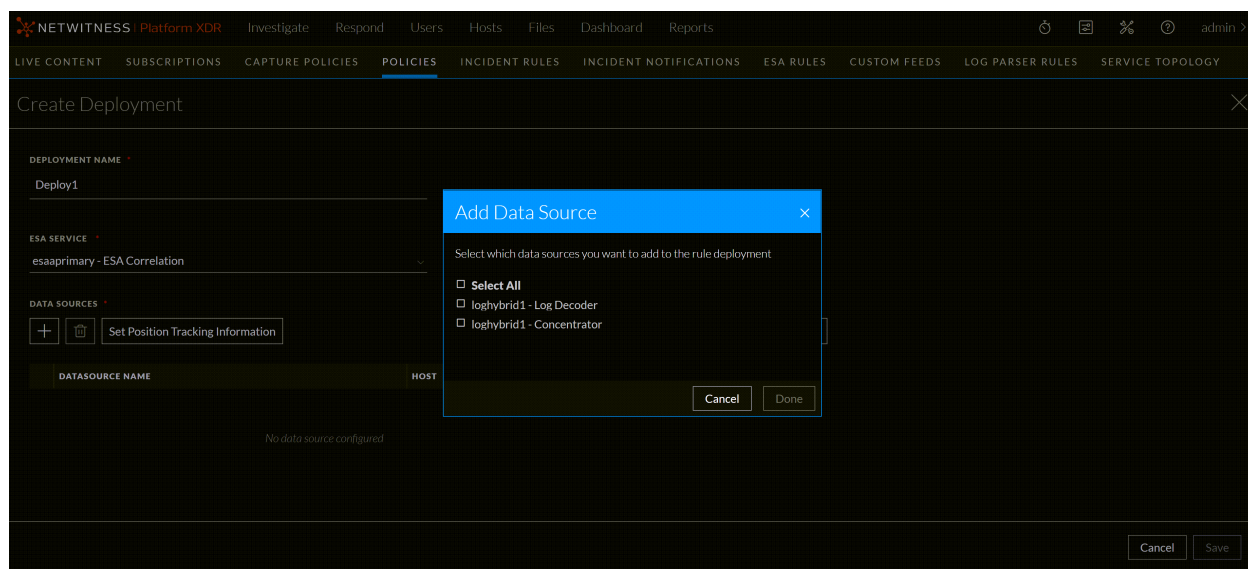 NETWITNESS Platform XDR Investigate Respond Users Hosts Files Dashboard Reports admin >
LIVE CONTENT SUBSCRIPTIONS CAPTURE POLICIES POLICIES INCIDENT RULES INCIDENT NOTIFICATIONS ESA RULES CUSTOM FEEDS LOG PARSER RULES SERVICE TOPOLOGY
Create Deployment
DEPLOYMENT NAME *
Deploy1
ESA SERVICE *
esaaprimary - ESA Correlation
DATA SOURCES *
Set Position Tracking Information
DATASOURCE NAME HOST
No data source configured
Add Data Source
Select which data sources you want to add to the rule deployment
Select All
loghybrid1 - Log Decoder
loghybrid1 - Concentrator
Cancel Done
Cancel Save